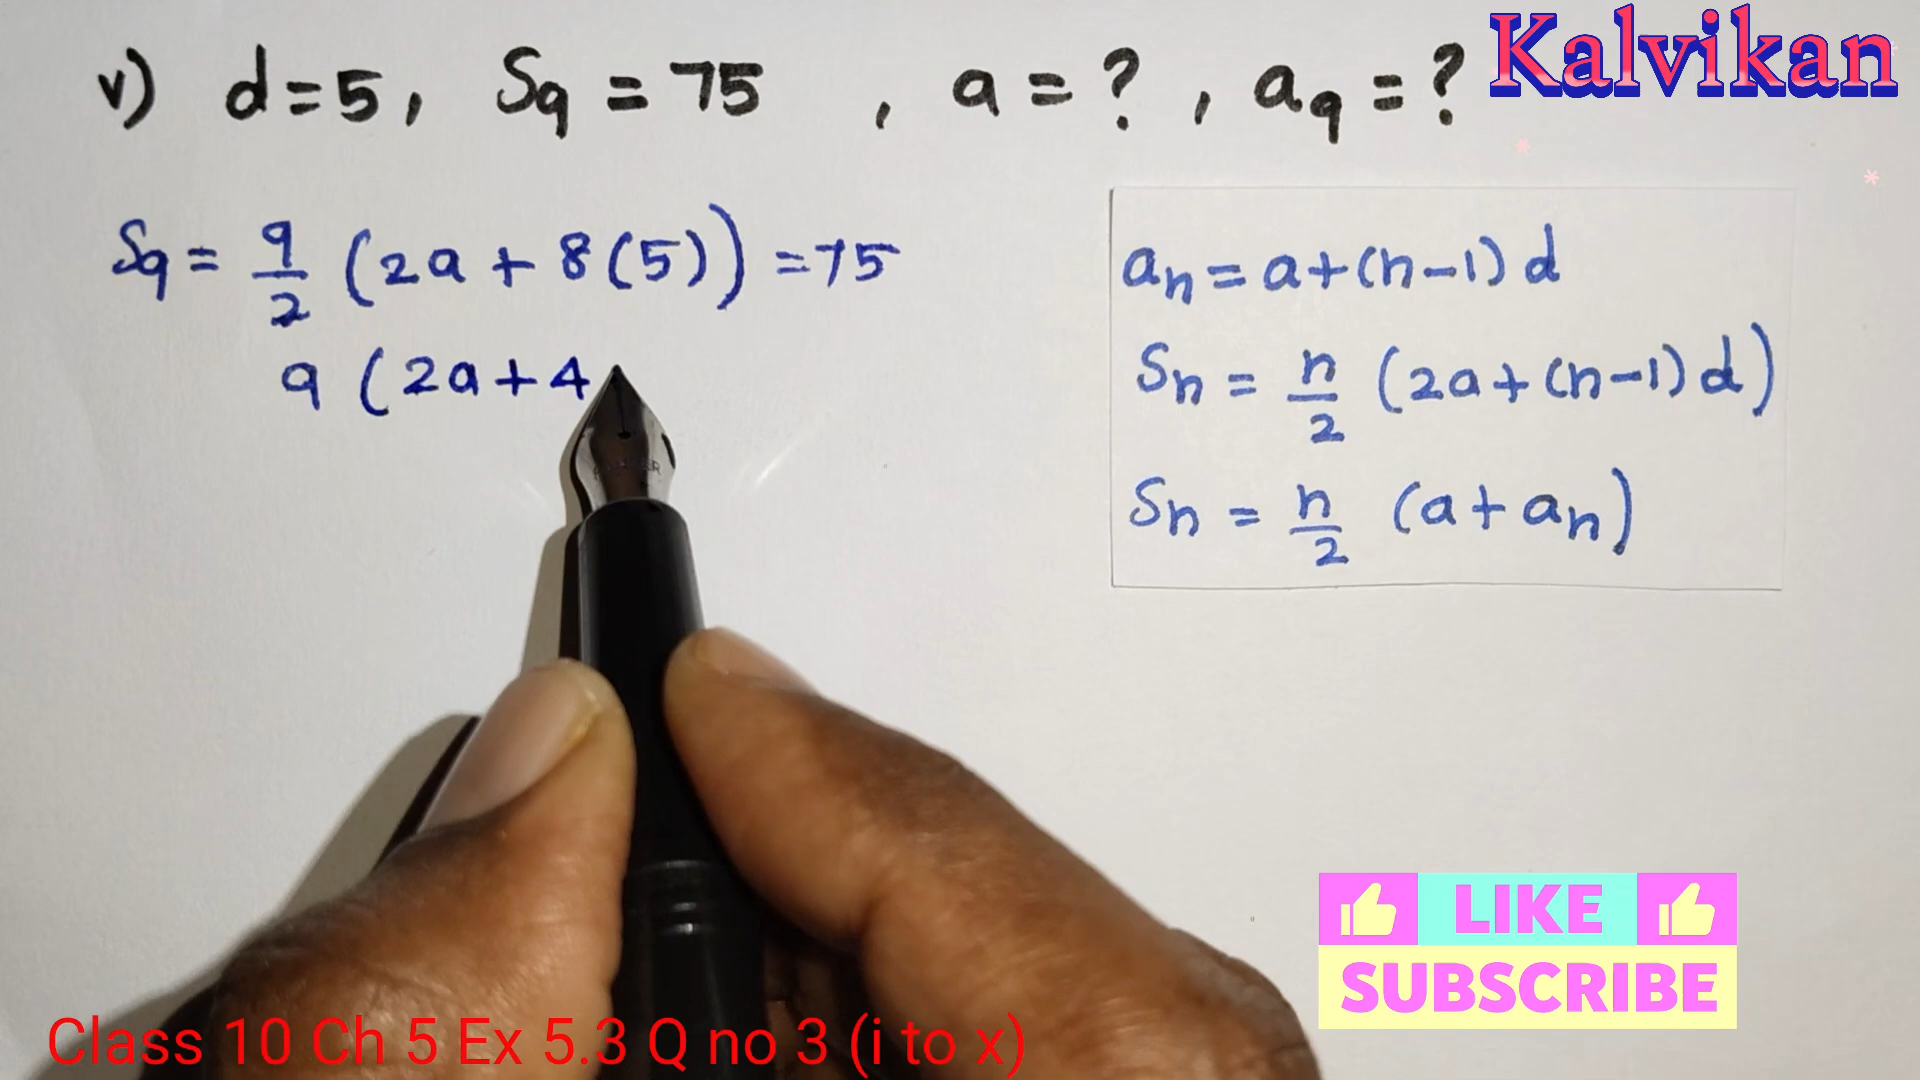 v) d=5, S₉ = 75 , a = ? , a₉ = ?
Kalvikan
S₉ = 9/2 (2a + 8(5)) = 75
9 (2a + 4
aₙ = a+(n-1)d
Sₙ = n/2 (2a+(n-1)d)
Sₙ = n/2 (a+aₙ)
LIKE
SUBSCRIBE
Class 10 Ch 5 Ex 5.3 Q no 3 (i to x)